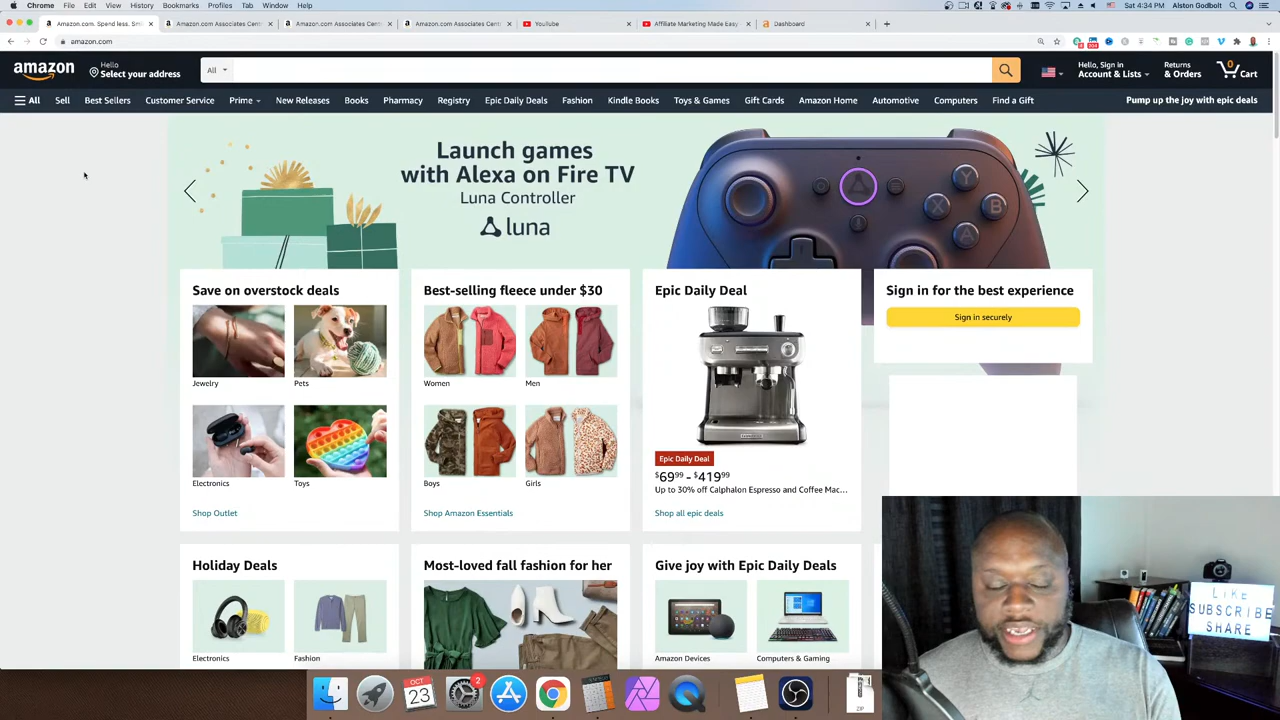 Chrome File Edit View History Bookmarks Profiles Tab Window Help
Sat 4:34 PM Alston Godbolt
Amazon.com. Spend less. Sm
Amazon.com Associates Cent
Amazon.com Associates Cent
Amazon.com Associates Cent
YouTube
Affiliate Marketing Made Easy
Dashboard
amazon.com
amazon
Hello
Select your address
All
Hello, Sign in
Account & Lists
Returns
& Orders
0
Cart
All Sell Best Sellers Customer Service Prime New Releases Books Pharmacy Registry Epic Daily Deals Fashion Kindle Books Toys & Games Gift Cards Amazon Home Automotive Computers Find a Gift
Pump up the joy with epic deals
Launch games
with Alexa on Fire TV
Luna Controller
luna
Y
X
B
A
Save on overstock deals
Jewelry
Pets
Electronics
Toys
Shop Outlet
Best-selling fleece under $30
Women
Men
Boys
Girls
Shop Amazon Essentials
Epic Daily Deal
Epic Daily Deal
$69.99 - $419.99
Up to 30% off Calphalon Espresso and Coffee Mac...
Shop all epic deals
Sign in for the best experience
Sign in securely
Holiday Deals
Electronics
Fashion
Most-loved fall fashion for her
Give joy with Epic Daily Deals
Amazon Devices
Computers & Gaming
LIKE
SUBSCRIBE
SHARE
OCT
23
2
ZIP